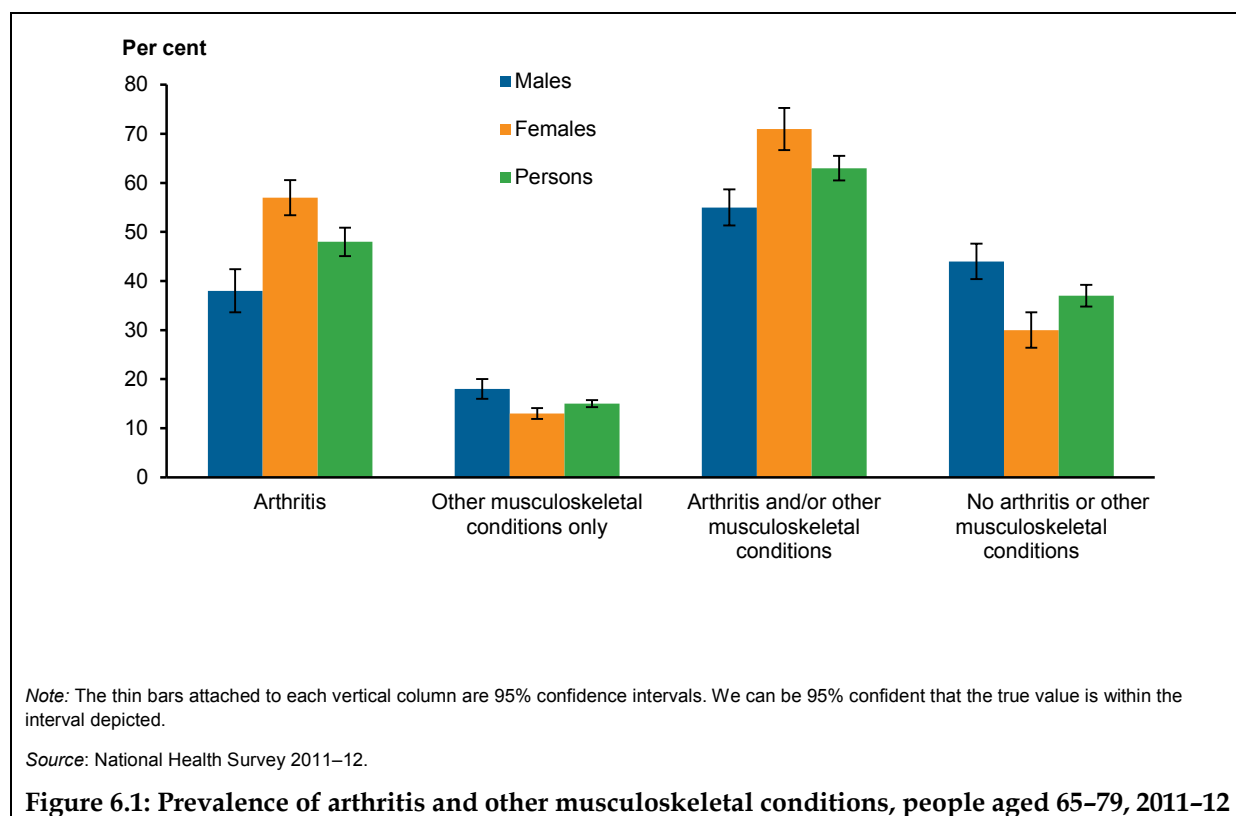 Per cent
80
70
60
50
40
30
20
10
0
Males
Females
Persons
Arthritis
Other musculoskeletal
conditions only
Arthritis and/or other
musculoskeletal
conditions
No arthritis or other
musculoskeletal
conditions
Note: The thin bars attached to each vertical column are 95% confidence intervals. We can be 95% confident that the true value is within the
interval depicted.
Source: National Health Survey 2011–12.
Figure 6.1: Prevalence of arthritis and other musculoskeletal conditions, people aged 65–79, 2011–12